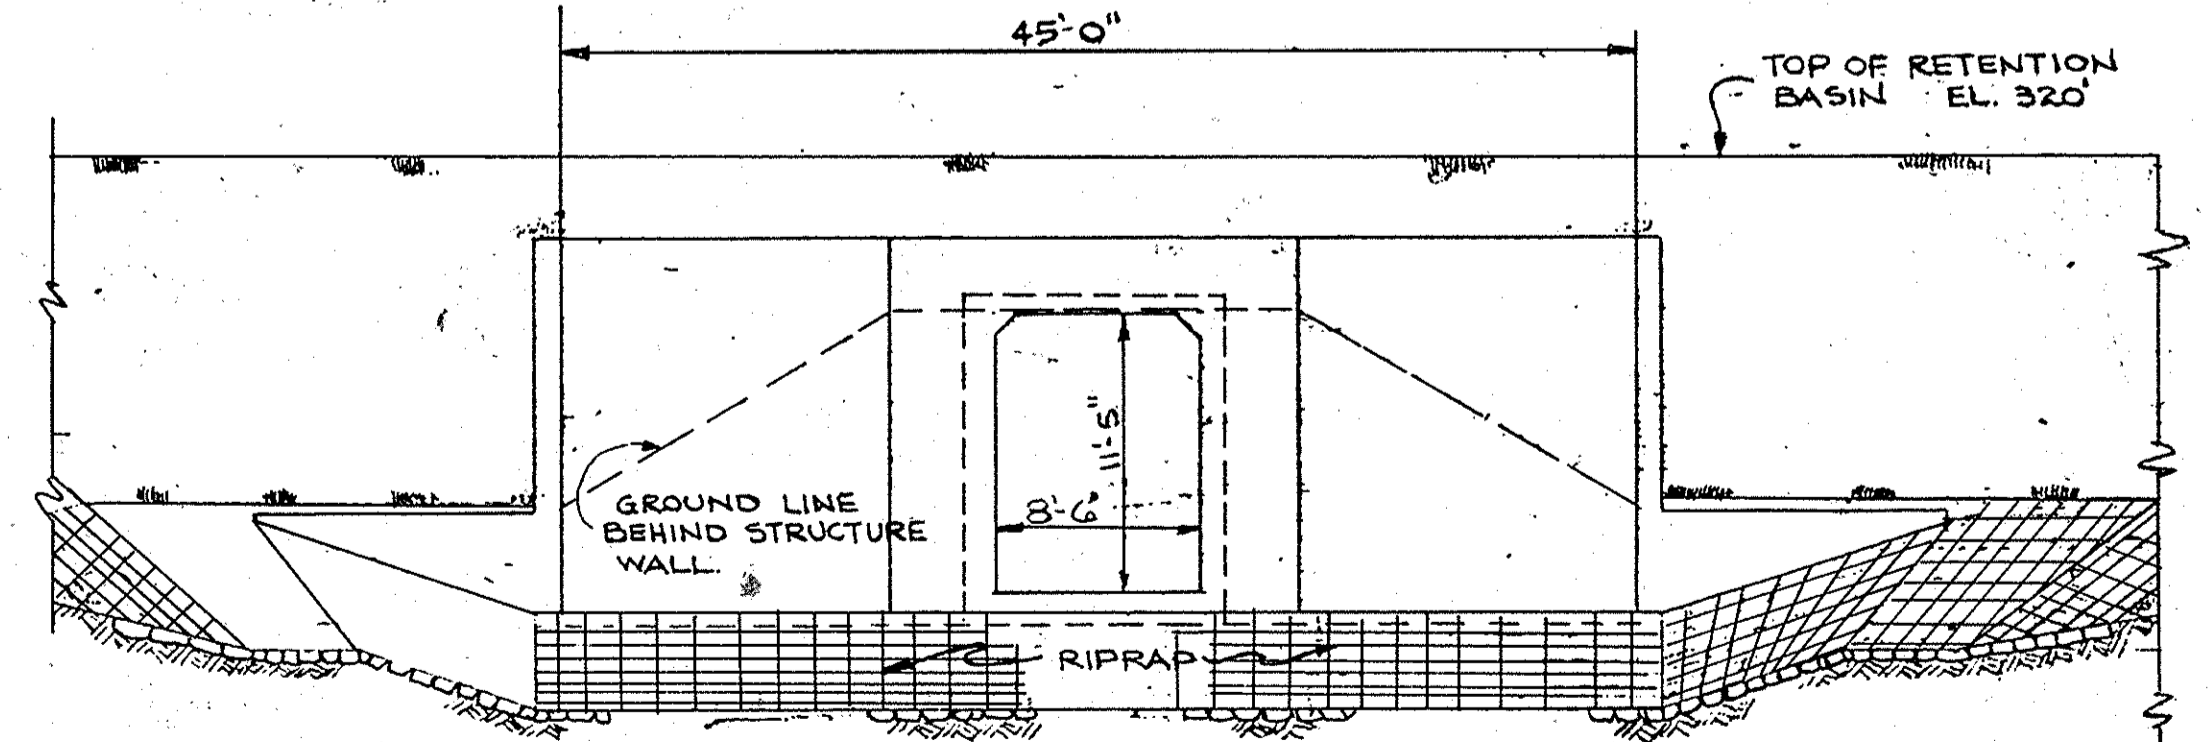 45'-0"
TOP OF RETENTION
BASIN EL. 320'
11'-5"
8'-6"
GROUND LINE
BEHIND STRUCTURE
WALL.
RIPRAP